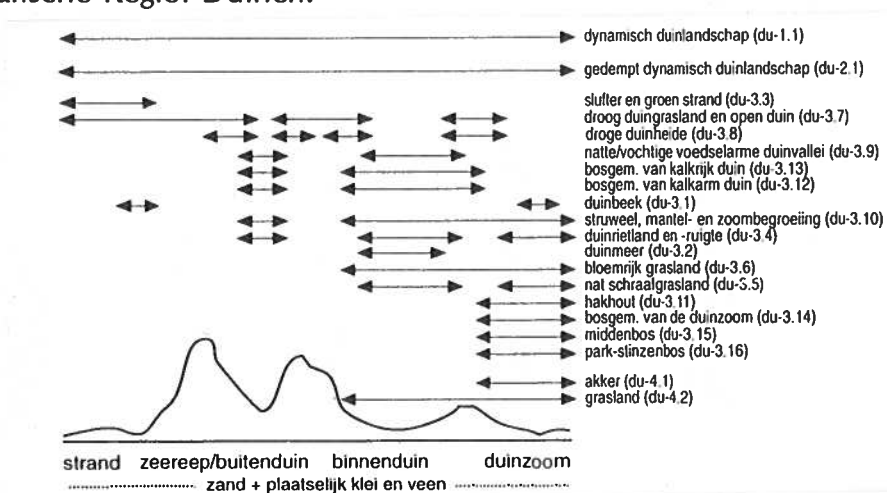 Regio: Duinen.
dynamisch duinlandschap (du-1.1)
gedempt dynamisch duinlandschap (du-2.1)
slufter en groen strand (du-3.3)
droog duingrasland en open duin (du-3.7)
droge duinheide (du-3.8)
natte/vochtige voedselarme duinvallei (du-3.9)
bosgem. van kalkrijk duin (du-3.13)
bosgem. van kalkarm duin (du-3.12)
duinbeek (du-3.1)
struweel, mantel- en zoombegroeiing (du-3.10)
duinrietland en -ruigte (du-3.4)
duinmeer (du-3.2)
bloemrijk grasland (du-3.6)
nat schraalgrasland (du-3.5)
hakhout (du-3.11)
bosgem. van de duinzoom (du-3.14)
middenbos (du-3.15)
park-stinzenbos (du-3.16)
akker (du-4.1)
grasland (du-4.2)
strand zeereep/buitenduin binnenduin duinzoom
zand + plaatselijk klei en veen